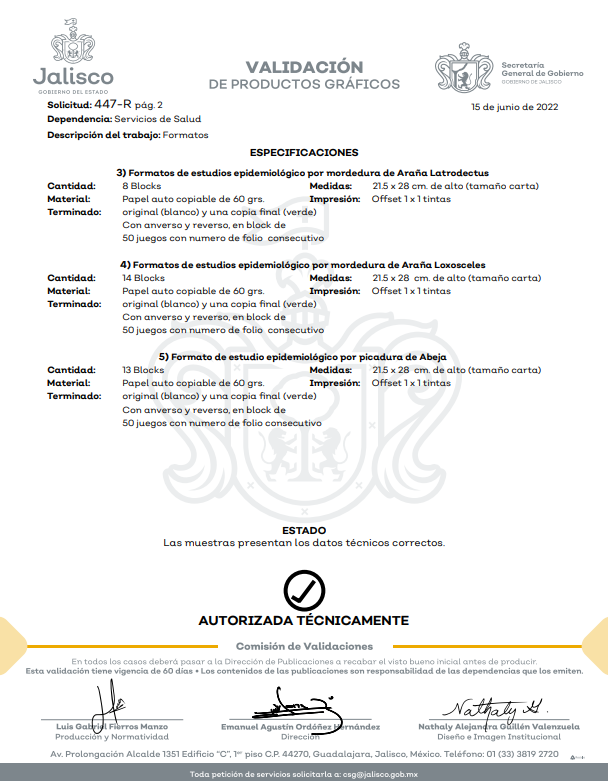 Jalisco
GOBIERNO DEL ESTADO
VALIDACIÓN
DE PRODUCTOS GRÁFICOS
Secretaría
General de Gobierno
GOBIERNO DE JALISCO
Solicitud: 447-R pág. 2
15 de junio de 2022
Dependencia: Servicios de Salud
Descripción del trabajo: Formatos
ESPECIFICACIONES
3) Formatos de estudios epidemiológico por mordedura de Araña Latrodectus
Cantidad: 8 Blocks Medidas: 21.5 x 28 cm. de alto (tamaño carta)
Material: Papel auto copiable de 60 grs. Impresión: Offset 1 x 1 tintas
Terminado: original (blanco) y una copia final (verde)
Con anverso y reverso, en block de
50 juegos con numero de folio consecutivo
4) Formatos de estudios epidemiológico por mordedura de Araña Loxosceles
Cantidad: 14 Blocks Medidas: 21.5 x 28 cm. de alto (tamaño carta)
Material: Papel auto copiable de 60 grs. Impresión: Offset 1 x 1 tintas
Terminado: original (blanco) y una copia final (verde)
Con anverso y reverso, en block de
50 juegos con numero de folio consecutivo
5) Formato de estudio epidemiológico por picadura de Abeja
Cantidad: 13 Blocks Medidas: 21.5 x 28 cm. de alto (tamaño carta)
Material: Papel auto copiable de 60 grs. Impresión: Offset 1 x 1 tintas
Terminado: original (blanco) y una copia final (verde)
Con anverso y reverso, en block de
50 juegos con numero de folio consecutivo
ESTADO
Las muestras presentan los datos técnicos correctos.
AUTORIZADA TÉCNICAMENTE
Comisión de Validaciones
En todos los casos deberá pasar a la Dirección de Publicaciones a recabar el visto bueno inicial antes de producir.
Esta validación tiene vigencia de 60 días • Los contenidos de las publicaciones son responsabilidad de las dependencias que los emiten.
Nathaly G.
Luis Gabriel Fierros Manzo
Producción y Normatividad
Emanuel Agustín Ordóñez Hernández
Dirección
Nathaly Alejandra Guillén Valenzuela
Diseño e Imagen Institucional
Av. Prolongación Alcalde 1351 Edificio “C”, 1er piso C.P. 44270, Guadalajara, Jalisco, México. Teléfono: 01 (33) 3819 2720
Toda petición de servicios solicitarla a: csg@jalisco.gob.mx